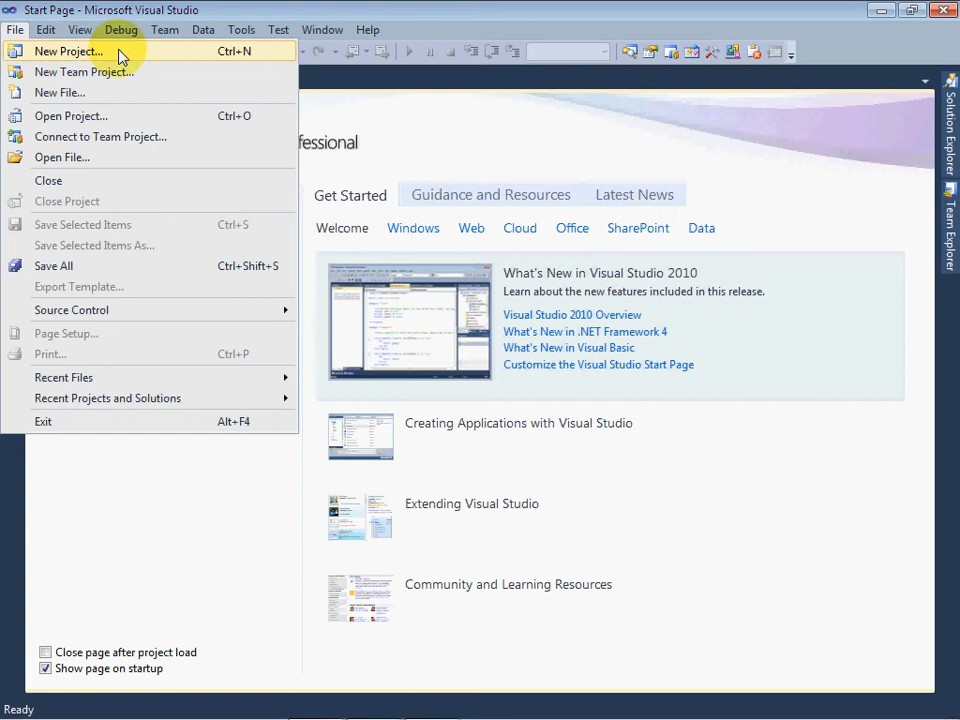 Start Page - Microsoft Visual Studio
File Edit View Debug Team Data Tools Test Window Help
New Project... Ctrl+N
New Team Project...
New File...
Open Project... Ctrl+O
Connect to Team Project...
Open File...
Close
Close Project
Save Selected Items Ctrl+S
Save Selected Items As...
Save All Ctrl+Shift+S
Export Template...
Source Control
Page Setup...
Print... Ctrl+P
Recent Files
Recent Projects and Solutions
Exit Alt+F4
fessional
Get Started Guidance and Resources Latest News
Welcome Windows Web Cloud Office SharePoint Data
What's New in Visual Studio 2010
Learn about the new features included in this release.
Visual Studio 2010 Overview
What's New in .NET Framework 4
What's New in Visual Basic
Customize the Visual Studio Start Page
Creating Applications with Visual Studio
Extending Visual Studio
Community and Learning Resources
Close page after project load
Show page on startup
Solution Explorer
Team Explorer
Ready